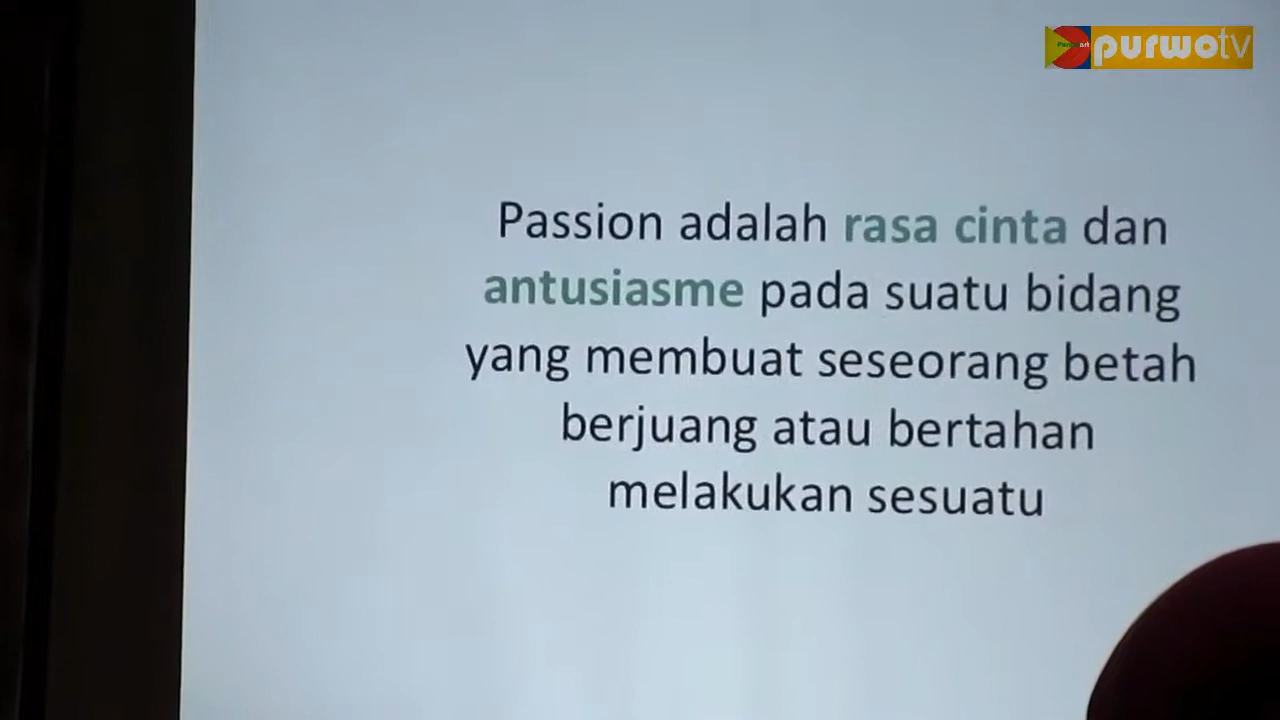 purwotv
Passion adalah rasa cinta dan
antusiasme pada suatu bidang
yang membuat seseorang betah
berjuang atau bertahan
melakukan sesuatu